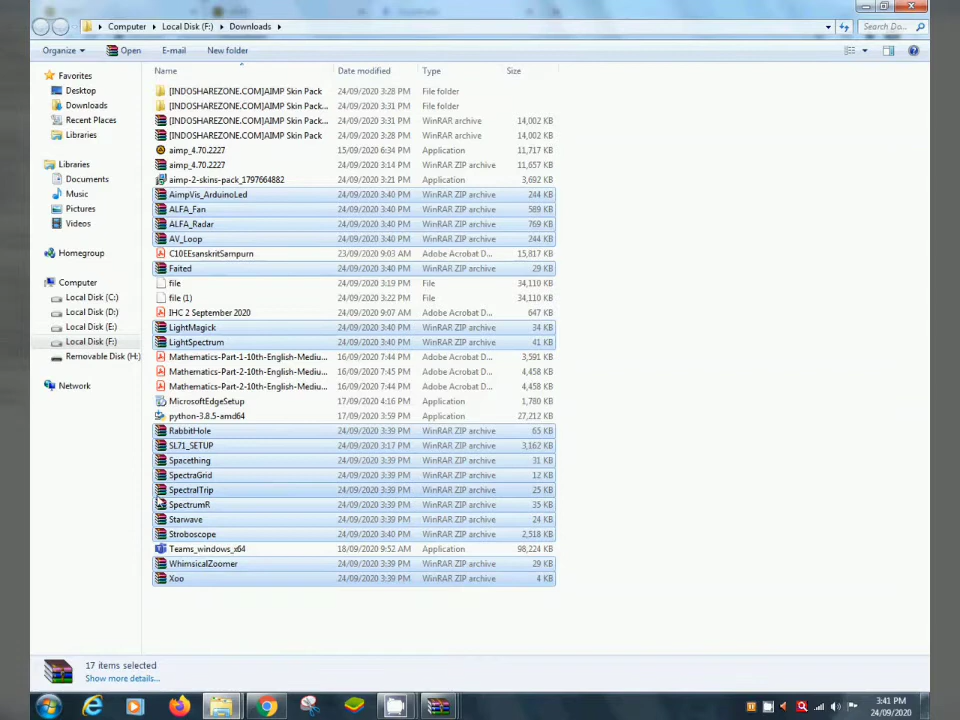 Computer
Local Disk (F:)
Downloads
Search Do...
Organize
Open
E-mail
New folder
Favorites
Desktop
Downloads
Recent Places
Libraries
Libraries
Documents
Music
Pictures
Videos
Homegroup
Computer
Local Disk (C:)
Local Disk (D:)
Local Disk (E:)
Local Disk (F:)
Removable Disk (H:)
Network
Name Date modified Type Size
[INDOSHAREZONE.COM]AIMP Skin Pack 24/09/2020 3:28 PM File folder
[INDOSHAREZONE.COM]AIMP Skin Pack... 24/09/2020 3:31 PM File folder
[INDOSHAREZONE.COM]AIMP Skin Pack... 24/09/2020 3:31 PM WinRAR archive 14,002 KB
[INDOSHAREZONE.COM]AIMP Skin Pack 24/09/2020 3:28 PM WinRAR archive 14,002 KB
aimp_4.70.2227 15/09/2020 6:34 PM Application 11,717 KB
aimp_4.70.2227 24/09/2020 3:14 PM WinRAR ZIP archive 11,657 KB
aimp-2-skins-pack_1797664882 24/09/2020 3:21 PM Application 3,692 KB
AimpVis_ArduinoLed 24/09/2020 3:40 PM WinRAR ZIP archive 244 KB
ALFA_Fan 24/09/2020 3:40 PM WinRAR ZIP archive 589 KB
ALFA_Radar 24/09/2020 3:40 PM WinRAR ZIP archive 769 KB
AV_Loop 24/09/2020 3:40 PM WinRAR ZIP archive 244 KB
C10EEsanskritSampurn 23/09/2020 9:03 AM Adobe Acrobat D... 15,817 KB
Faited 24/09/2020 3:40 PM WinRAR ZIP archive 29 KB
file 24/09/2020 3:19 PM File 34,110 KB
file (1) 24/09/2020 3:22 PM File 34,110 KB
IHC 2 September 2020 24/09/2020 9:07 AM Adobe Acrobat D... 647 KB
LightMagick 24/09/2020 3:40 PM WinRAR ZIP archive 34 KB
LightSpectrum 24/09/2020 3:40 PM WinRAR ZIP archive 41 KB
Mathematics-Part-1-10th-English-Mediu... 16/09/2020 7:44 PM Adobe Acrobat D... 3,591 KB
Mathematics-Part-2-10th-English-Mediu... 16/09/2020 7:45 PM Adobe Acrobat D... 4,458 KB
Mathematics-Part-2-10th-English-Mediu... 16/09/2020 7:44 PM Adobe Acrobat D... 4,458 KB
MicrosoftEdgeSetup 17/09/2020 4:16 PM Application 1,780 KB
python-3.8.5-amd64 17/09/2020 3:59 PM Application 27,212 KB
RabbitHole 24/09/2020 3:39 PM WinRAR ZIP archive 65 KB
SL71_SETUP 24/09/2020 3:17 PM WinRAR ZIP archive 3,162 KB
Spacething 24/09/2020 3:39 PM WinRAR ZIP archive 31 KB
SpectraGrid 24/09/2020 3:39 PM WinRAR ZIP archive 12 KB
SpectralTrip 24/09/2020 3:39 PM WinRAR ZIP archive 25 KB
SpectrumR 24/09/2020 3:39 PM WinRAR ZIP archive 35 KB
Starwave 24/09/2020 3:39 PM WinRAR ZIP archive 24 KB
Stroboscope 24/09/2020 3:40 PM WinRAR ZIP archive 2,518 KB
Teams_windows_x64 18/09/2020 9:52 AM Application 98,224 KB
WhimsicalZoomer 24/09/2020 3:39 PM WinRAR ZIP archive 29 KB
Xoo 24/09/2020 3:39 PM WinRAR ZIP archive 4 KB
17 items selected
Show more details...
3:41 PM
24/09/2020